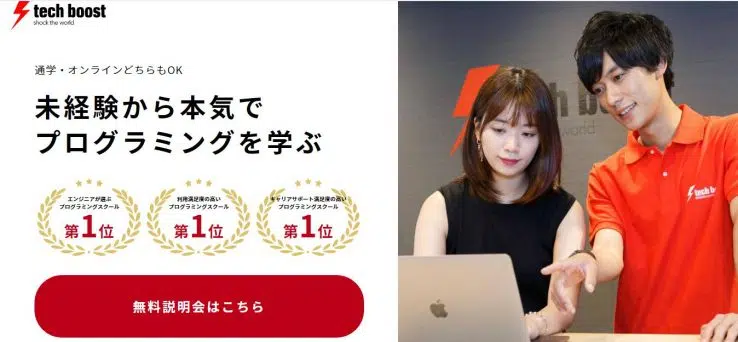 tech boost
shock the world
通学・オンラインどちらもOK
未経験から本気で
プログラミングを学ぶ
エンジニアが選ぶ
プログラミングスクール
第1位
利用満足度の高い
プログラミングスクール
第1位
キャリアサポート満足度の高い
プログラミングスクール
第1位
無料説明会はこちら
tech boost
world
tech boost